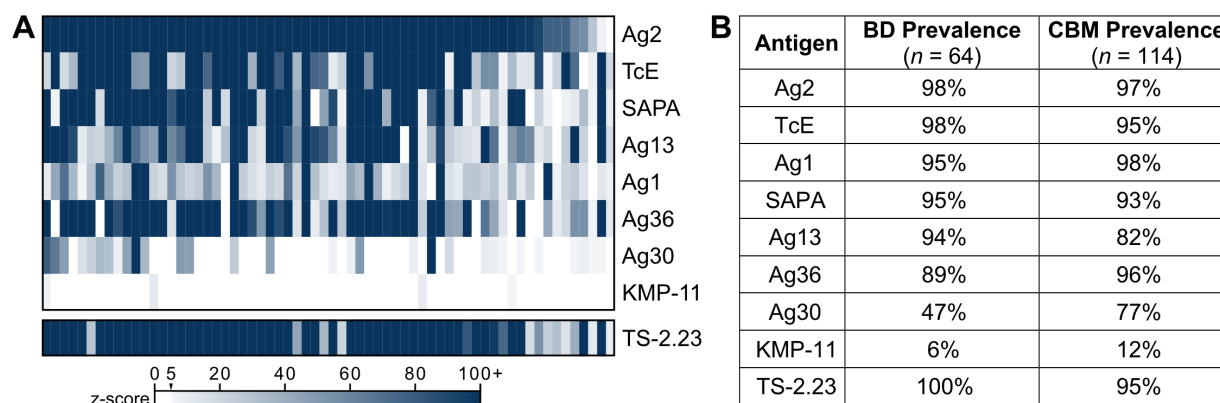 A
Ag2
TcE
SAPA
Ag13
Ag1
Ag36
Ag30
KMP-11
TS-2.23
0 5 20 40 60 80 100+
z-score
B
Antigen BD Prevalence (n = 64) CBM Prevalence (n = 114)
Ag2 98% 97%
TcE 98% 95%
Ag1 95% 98%
SAPA 95% 93%
Ag13 94% 82%
Ag36 89% 96%
Ag30 47% 77%
KMP-11 6% 12%
TS-2.23 100% 95%